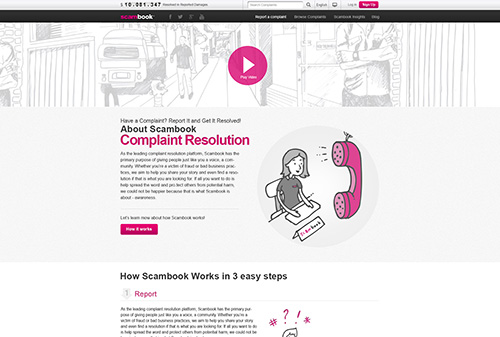 $ 10.001.347 Resolved in Reported Damages
Search Complaints
English
Log in
Sign Up
scambook
Report a complaint
Browse Complaints
Scambook Insights
Blog
Play video
Have a Complaint? Report It and Get It Resolved!
About Scambook
Complaint Resolution
As the leading complaint resolution platform, Scambook has the
primary purpose of giving people just like you a voice, a com-
munity. Whether you're a victim of fraud or bad business prac-
tices, we aim to help you share your story and even find a reso-
lution if that is what you are looking for. If all you want do is
help spread the word and protect others from potential harm,
we could not be happier because that is what Scambook is
about - awareness.
Let's learn more about how Scambook works!
How it works
Scambook
How Scambook Works in 3 easy steps
1 Report
As the leading complaint resolution platform, Scambook has the primary pur
pose of giving people just like you a voice, a community. Whether you're a
victim of fraud or bad business practices, we aim to help you share your story
and even find a resolution if that is what you are looking for. If all you want do
is help spread the word and protect others from potential harm, we could not be
*?!*